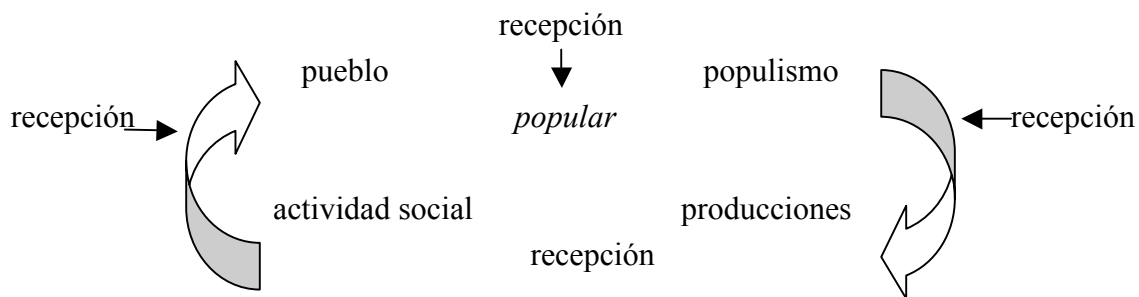 recepción
pueblo populismo
recepción popular recepción
actividad social producciones
recepción